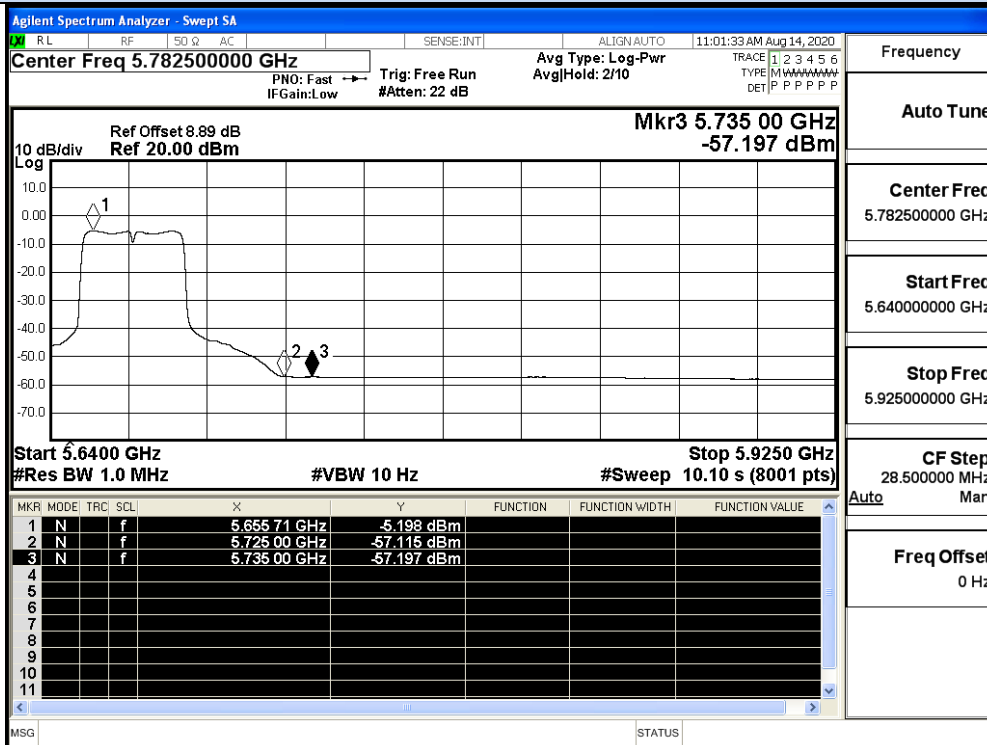 Agilent Spectrum Analyzer - Swept SA
LXI RL RF 50 Ω AC SENSE:INT ALIGN AUTO 11:01:33 AM Aug 14, 2020
Center Freq 5.782500000 GHz
PNO: Fast
IFGain:Low
Trig: Free Run
#Atten: 22 dB
Avg Type: Log-Pwr
Avg|Hold: 2/10
TRACE 1 2 3 4 5 6
TYPE M W W W W W
DET P P P P P P
Frequency
Auto Tune
Center Freq
5.782500000 GHz
Start Freq
5.640000000 GHz
Stop Freq
5.925000000 GHz
CF Step
28.500000 MHz
Auto Man
Freq Offset
0 Hz
Mkr3 5.735 00 GHz
-57.197 dBm
Ref Offset 8.89 dB
10 dB/div Ref 20.00 dBm
Log
10.0
0.00
-10.0
-20.0
-30.0
-40.0
-50.0
-60.0
-70.0
1
2
3
Start 5.6400 GHz Stop 5.9250 GHz
#Res BW 1.0 MHz #VBW 10 Hz #Sweep 10.10 s (8001 pts)
MKR MODE TRC SCL X Y FUNCTION FUNCTION WIDTH FUNCTION VALUE
1 N f 5.655 71 GHz -5.198 dBm
2 N f 5.725 00 GHz -57.115 dBm
3 N f 5.735 00 GHz -57.197 dBm
4
5
6
7
8
9
10
11
MSG STATUS